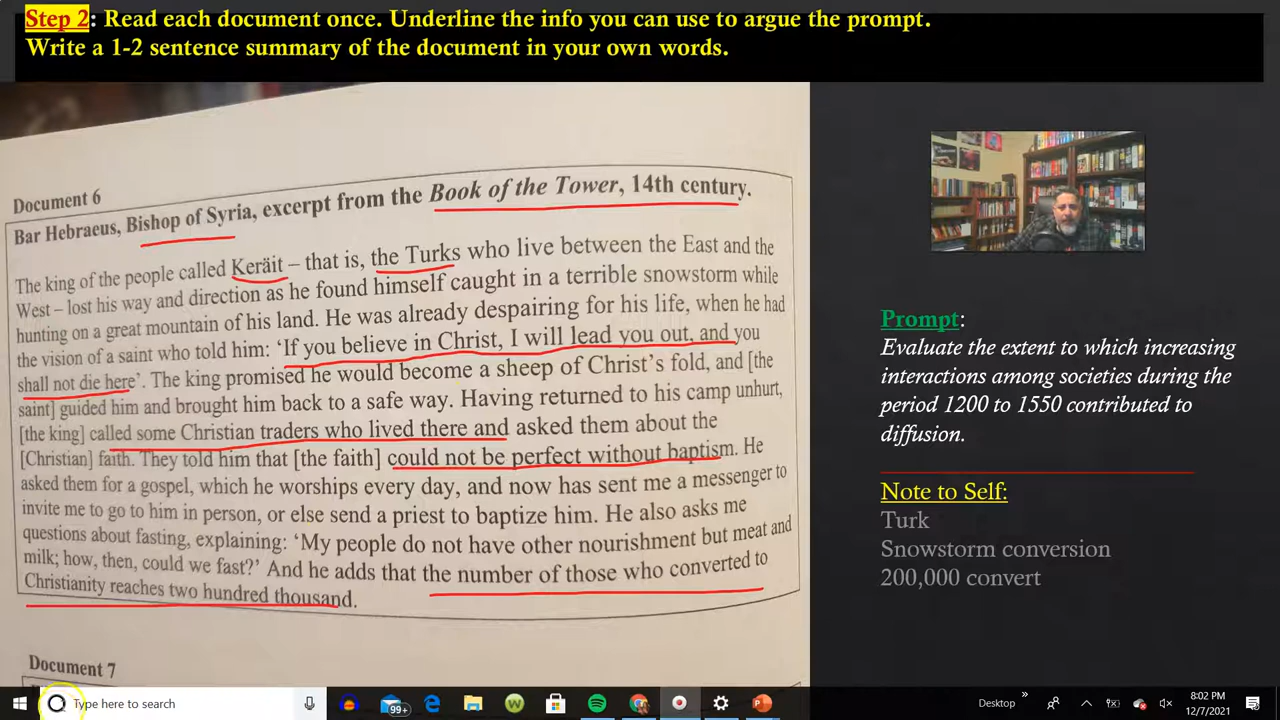 Step 2: Read each document once. Underline the info you can use to argue the prompt.
Write a 1-2 sentence summary of the document in your own words.
Document 6
Bar Hebraeus, Bishop of Syria, excerpt from the Book of the Tower, 14th century.
The king of the people called Keräit – that is, the Turks who live between the East and the
West – lost his way and direction as he found himself caught in a terrible snowstorm while
hunting on a great mountain of his land. He was already despairing for his life, when he had
the vision of a saint who told him: ‘If you believe in Christ, I will lead you out, and you
shall not die here’. The king promised he would become a sheep of Christ’s fold, and [the
saint] guided him and brought him back to a safe way. Having returned to his camp unhurt,
[the king] called some Christian traders who lived there and asked them about the
[Christian] faith. They told him that [the faith] could not be perfect without baptism. He
asked them for a gospel, which he worships every day, and now has sent me a messenger to
invite me to go to him in person, or else send a priest to baptize him. He also asks me
questions about fasting, explaining: ‘My people do not have other nourishment but meat and
milk; how, then, could we fast?’ And he adds that the number of those who converted to
Christianity reaches two hundred thousand.
Document 7
Prompt:
Evaluate the extent to which increasing
interactions among societies during the
period 1200 to 1550 contributed to
diffusion.
Note to Self:
Turk
Snowstorm conversion
200,000 convert
Type here to search
99+
Desktop
8:02 PM
12/7/2021